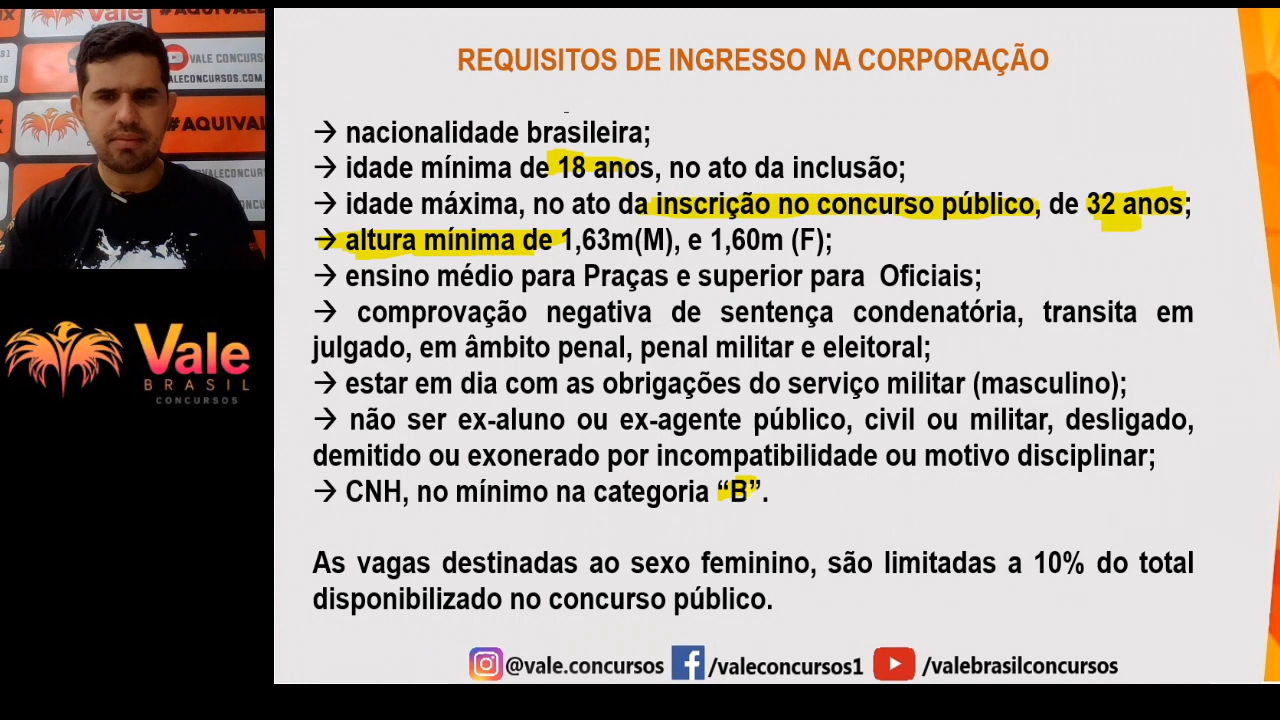 Vale
VALE CONCURS
VALECONCURSOS.COM.
#AQUIVAL
VALECONCURSOS
Vale
BRASIL
CONCURSOS
REQUISITOS DE INGRESSO NA CORPORAÇÃO
→ nacionalidade brasileira;
→ idade mínima de 18 anos, no ato da inclusão;
→ idade máxima, no ato da inscrição no concurso público, de 32 anos;
→ altura mínima de 1,63m(M), e 1,60m (F);
→ ensino médio para Praças e superior para Oficiais;
→ comprovação negativa de sentença condenatória, transita em
julgado, em âmbito penal, penal militar e eleitoral;
→ estar em dia com as obrigações do serviço militar (masculino);
→ não ser ex-aluno ou ex-agente público, civil ou militar, desligado,
demitido ou exonerado por incompatibilidade ou motivo disciplinar;
→ CNH, no mínimo na categoria “B”.
As vagas destinadas ao sexo feminino, são limitadas a 10% do total
disponibilizado no concurso público.
@vale.concursos /valeconcursos1 /valebrasilconcursos